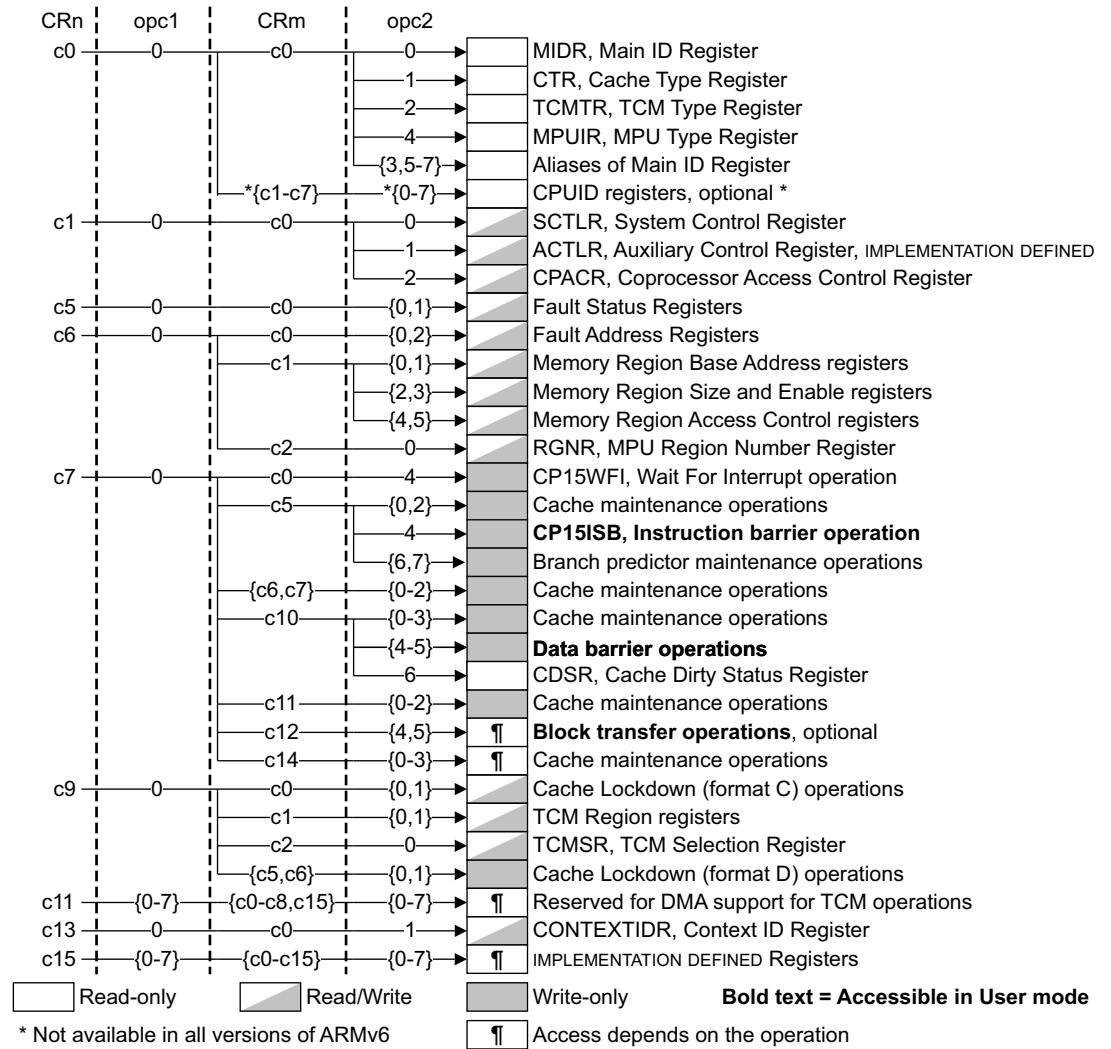 CRn opc1 CRm opc2
c0 0 c0 0 MIDR, Main ID Register
1 CTR, Cache Type Register
2 TCMTR, TCM Type Register
4 MPUIR, MPU Type Register
{3,5-7} Aliases of Main ID Register
*{c1-c7} *{0-7} CPUID registers, optional *
c1 0 c0 0 SCTLR, System Control Register
1 ACTLR, Auxiliary Control Register, IMPLEMENTATION DEFINED
2 CPACR, Coprocessor Access Control Register
c5 0 c0 {0,1} Fault Status Registers
c6 0 c0 {0,2} Fault Address Registers
c1 {0,1} Memory Region Base Address registers
{2,3} Memory Region Size and Enable registers
{4,5} Memory Region Access Control registers
c2 0 RGNR, MPU Region Number Register
c7 0 c0 4 CP15WFI, Wait For Interrupt operation
c5 {0,2} Cache maintenance operations
4 CP15ISB, Instruction barrier operation
{6,7} Branch predictor maintenance operations
{c6,c7} {0-2} Cache maintenance operations
c10 {0-3} Cache maintenance operations
{4-5} Data barrier operations
6 CDSR, Cache Dirty Status Register
c11 {0-2} Cache maintenance operations
c12 {4,5} ¶ Block transfer operations, optional
c14 {0-3} ¶ Cache maintenance operations
c9 0 c0 {0,1} Cache Lockdown (format C) operations
c1 {0,1} TCM Region registers
c2 0 TCMSR, TCM Selection Register
{c5,c6} {0,1} Cache Lockdown (format D) operations
c11 {0-7} {c0-c8,c15} {0-7} ¶ Reserved for DMA support for TCM operations
c13 0 c0 1 CONTEXTIDR, Context ID Register
c15 {0-7} {c0-c15} {0-7} ¶ IMPLEMENTATION DEFINED Registers
Read-only Read/Write Write-only Bold text = Accessible in User mode
* Not available in all versions of ARMv6 ¶ Access depends on the operation